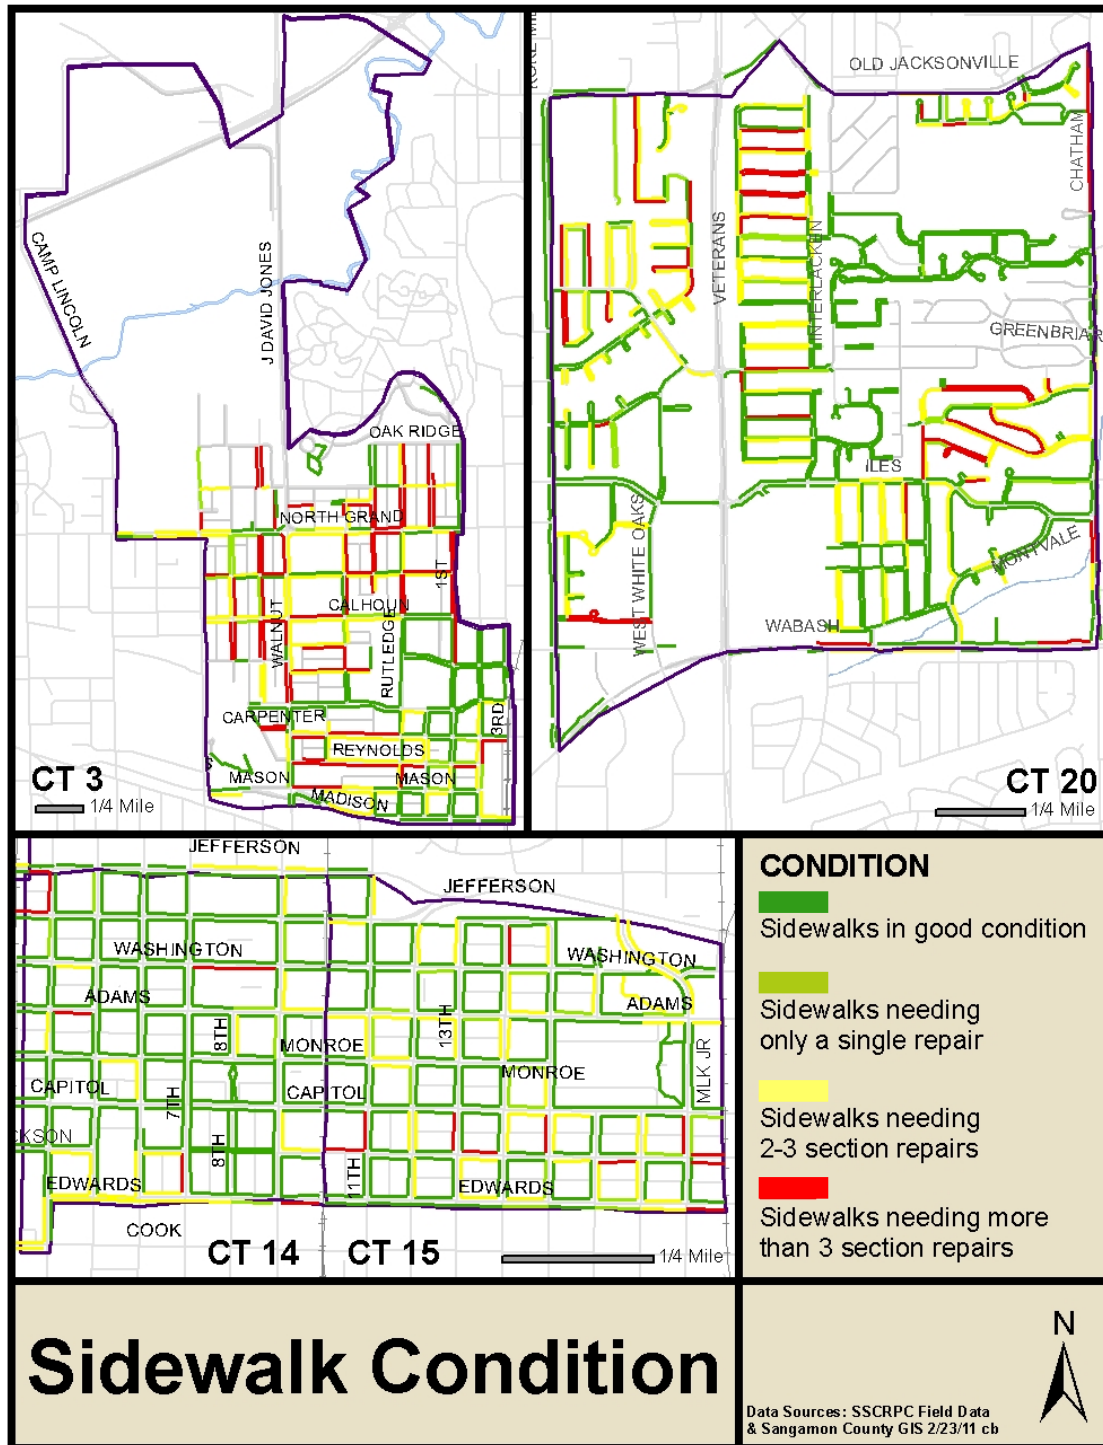 CAMP LINCOLN
J DAVID JONES
OAK RIDGE
NORTH GRAND
1ST
CALHOUN
WALNUT
RUTLEDGE
CARPENTER
3RD
REYNOLDS
MASON
MASON
MADISON
CT 3
1/4 Mile
OLD JACKSONVILLE
CHATHAM
VETERANS
INTERLACKEN
GREENBRIAR
ILES
WEST WHITE OAKS
MONTVALE
WABASH
CT 20
1/4 Mile
JEFFERSON
JEFFERSON
WASHINGTON
WASHINGTON
ADAMS
ADAMS
8TH
13TH
MONROE
MONROE
MLK JR
CAPITOL
CAPITOL
7TH
CKSON
8TH
11TH
EDWARDS
EDWARDS
COOK
CT 14
CT 15
1/4 Mile
CONDITION
Sidewalks in good condition
Sidewalks needing
only a single repair
Sidewalks needing
2-3 section repairs
Sidewalks needing more
than 3 section repairs
Sidewalk Condition
N
Data Sources: SSCRPC Field Data
& Sangamon County GIS 2/23/11 cb